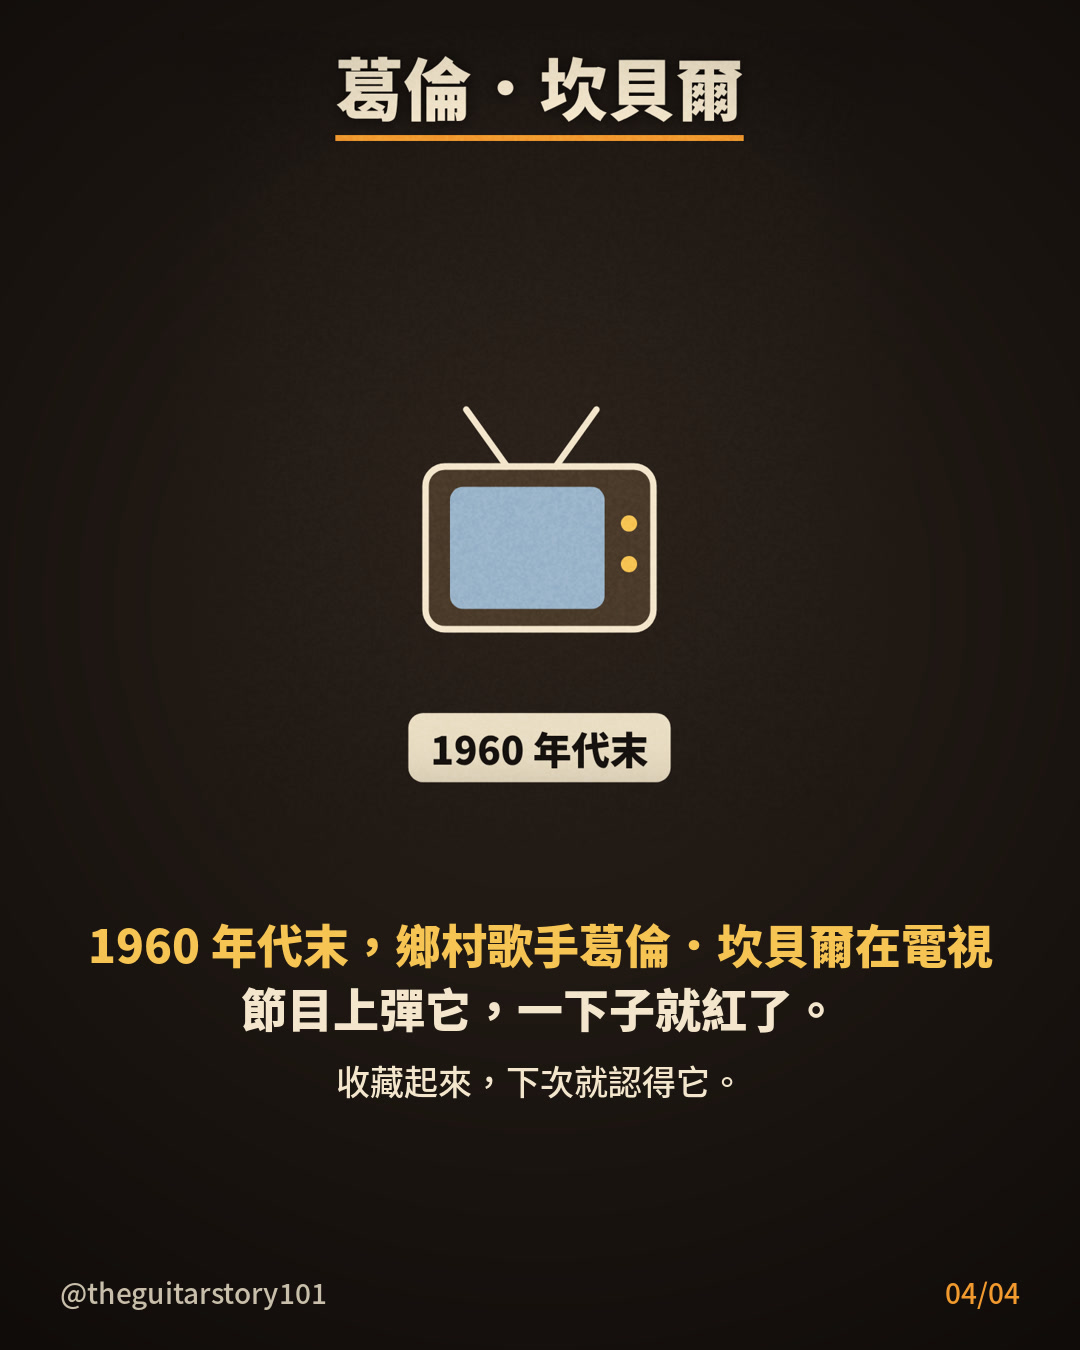 葛倫·坎貝爾
1960 年代末
1960 年代末，鄉村歌手葛倫·坎貝爾在電視
節目上彈它，一下子就紅了。
收藏起來，下次就認得它。
@theguitarstory101
04/04